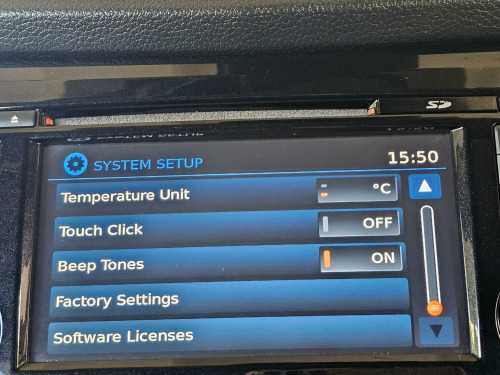 SD
SYSTEM SETUP 15:50
Temperature Unit °C
Touch Click OFF
Beep Tones ON
Factory Settings
Software Licenses